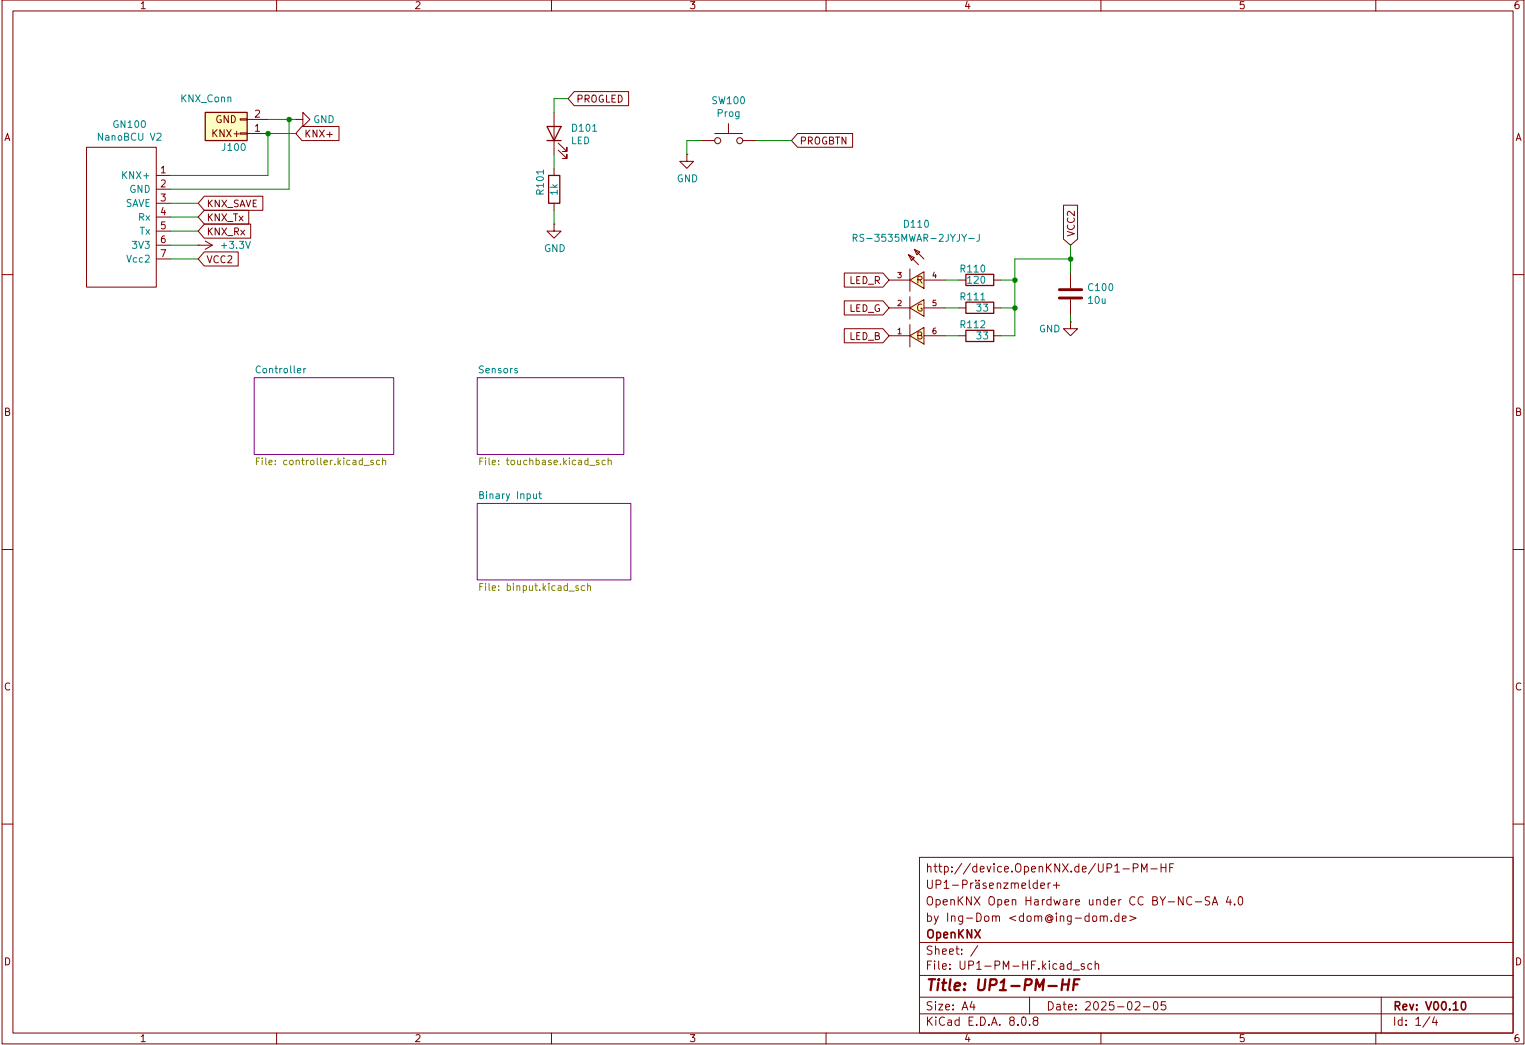 1 2 3 4 5 6
A
B
C
D
A
B
C
D
1 2 3 4 5 6
KNX_Conn
GND 2
KNX+ 1
J100
GND
KNX+
GN100
NanoBCU V2
KNX+ 1
GND 2
SAVE 3 KNX_SAVE
Rx 4 KNX_Tx
Tx 5 KNX_Rx
3V3 6 +3.3V
Vcc2 7 VCC2
PROGLED
D101
LED
R101
1k
GND
SW100
Prog
PROGBTN
GND
D110
RS-3535MWAR-2JYJY-J
LED_R 3 R 4 R110 120
LED_G 2 G 5 R111 33
LED_B 1 B 6 R112 33
VCC2
C100
10u
GND
Controller
File: controller.kicad_sch
Sensors
File: touchbase.kicad_sch
Binary Input
File: binput.kicad_sch
http://device.OpenKNX.de/UP1-PM-HF
UP1-Präsenzmelder+
OpenKNX Open Hardware under CC BY-NC-SA 4.0
by Ing-Dom <dom@ing-dom.de>
OpenKNX
Sheet: /
File: UP1-PM-HF.kicad_sch
Title: UP1-PM-HF
Size: A4 Date: 2025-02-05 Rev: V00.10
KiCad E.D.A. 8.0.8 Id: 1/4